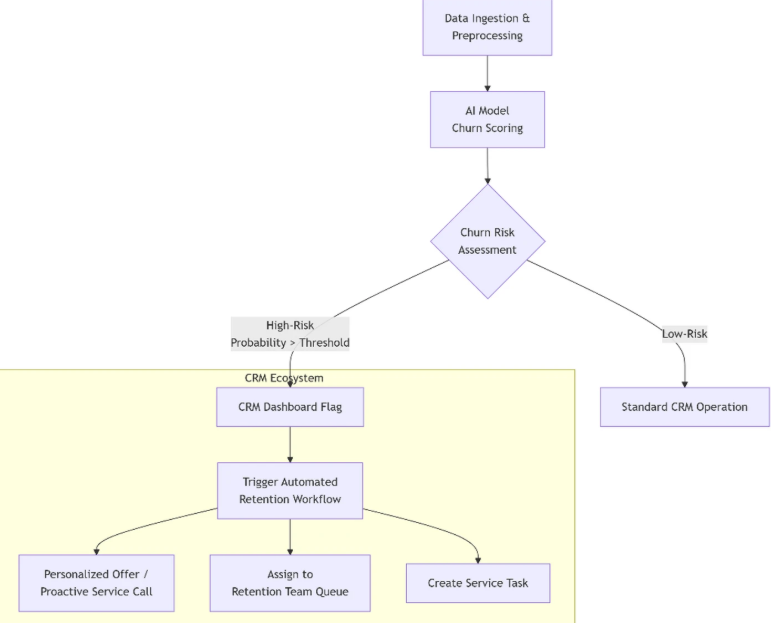 Data Ingestion &
Preprocessing
AI Model
Churn Scoring
Churn Risk
Assessment
High-Risk
Probability > Threshold
Low-Risk
CRM Ecosystem
CRM Dashboard Flag
Standard CRM Operation
Trigger Automated
Retention Workflow
Personalized Offer /
Proactive Service Call
Assign to
Retention Team Queue
Create Service Task